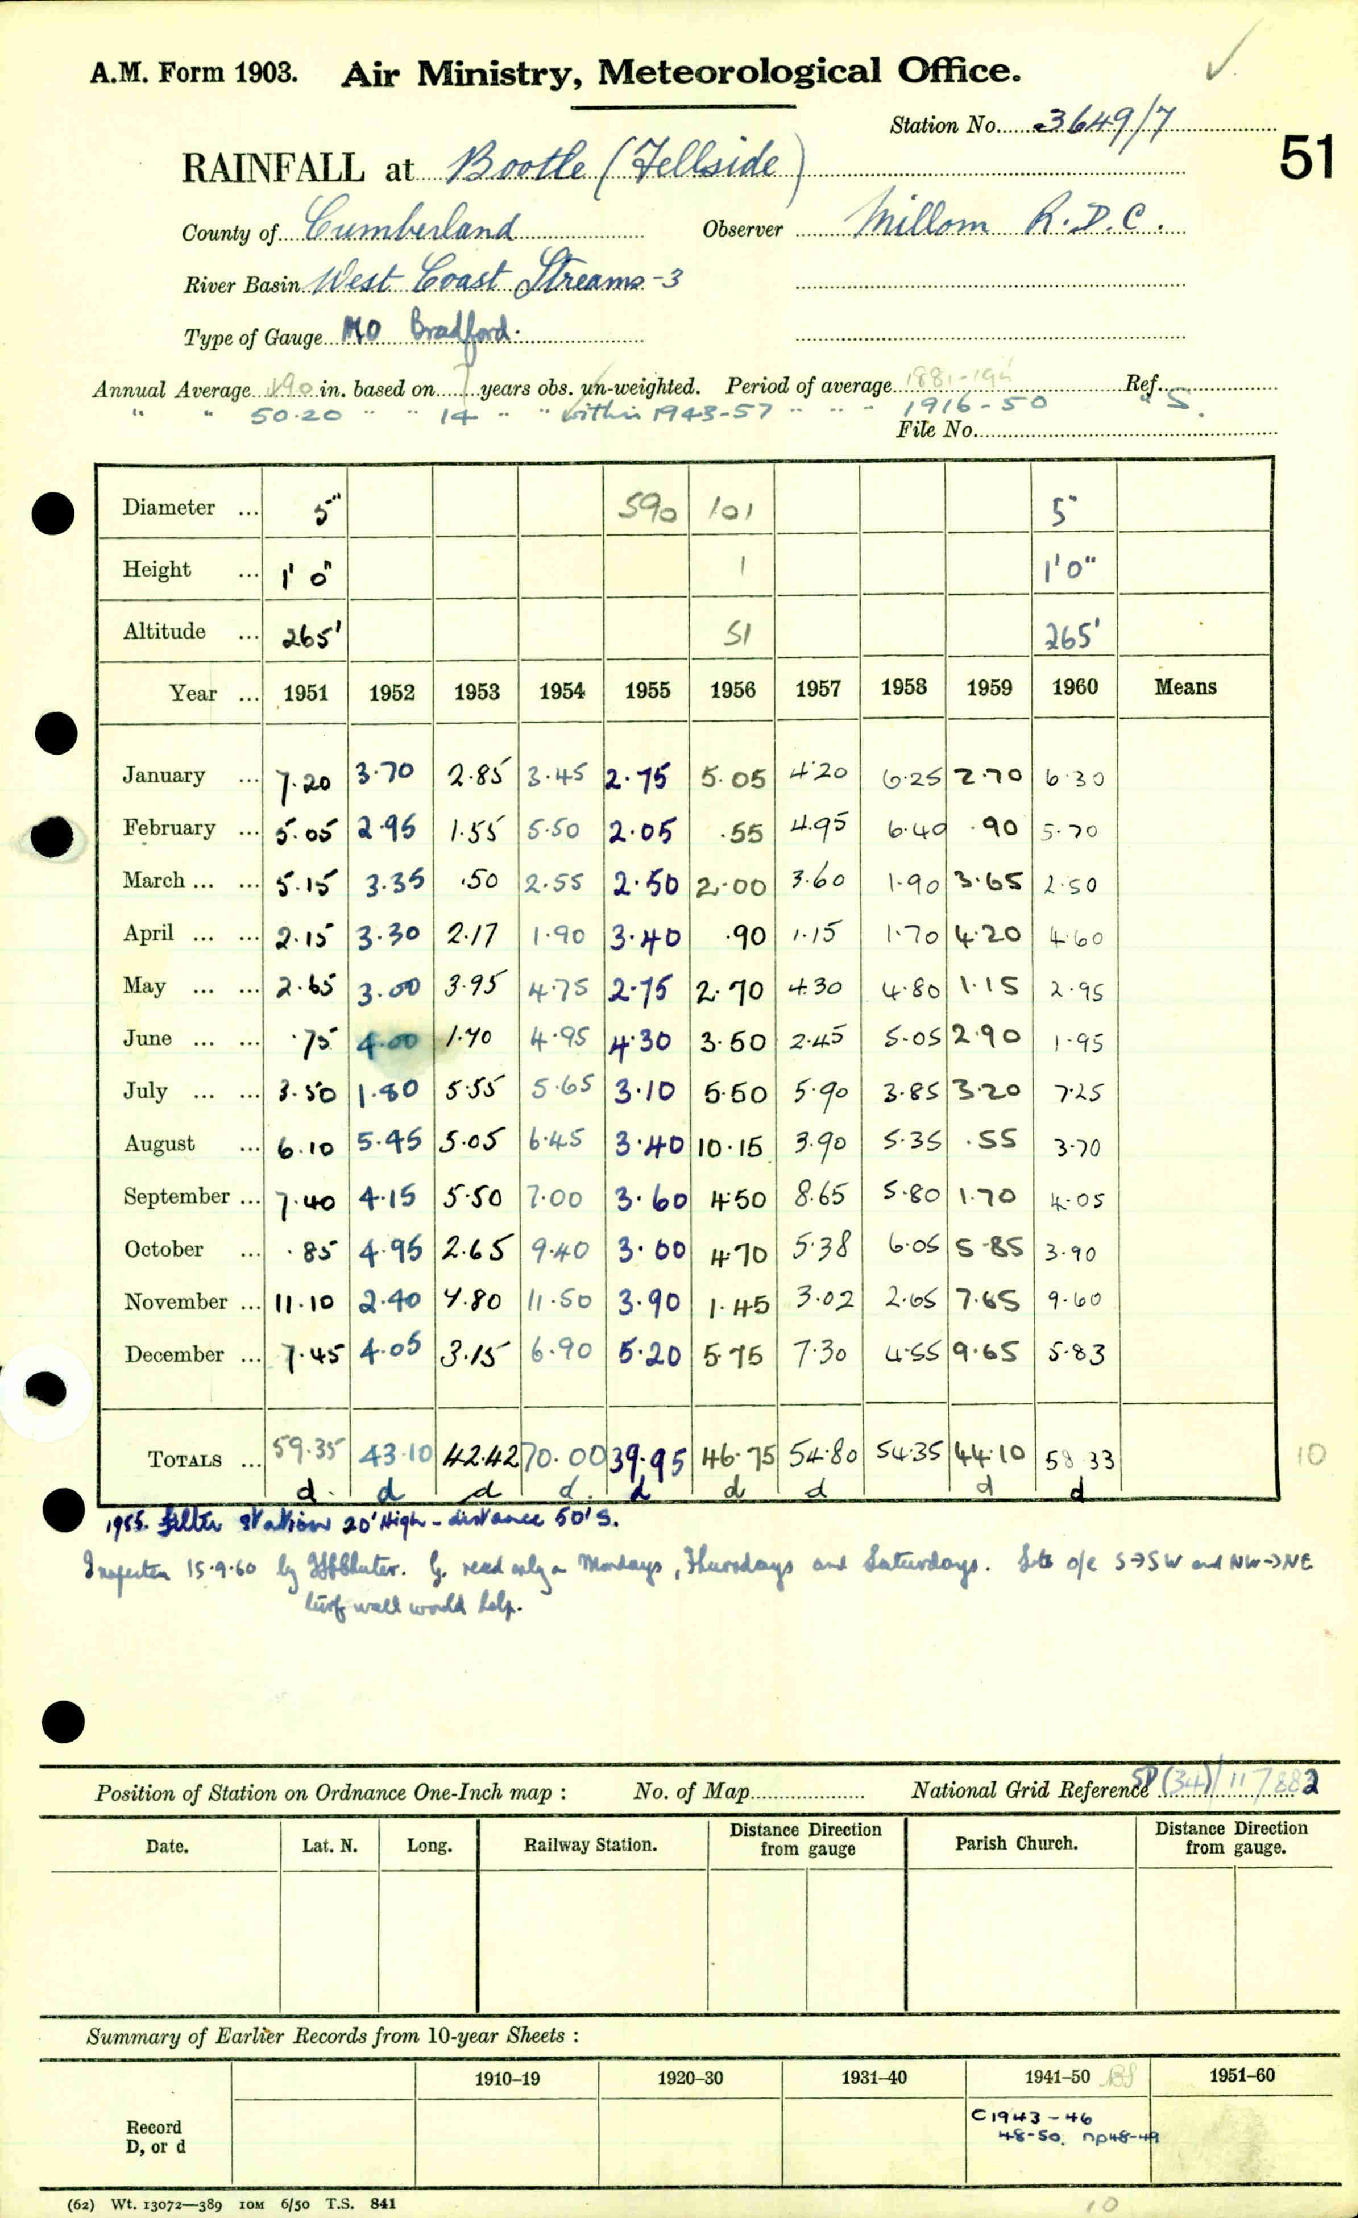 A.M. Form 1903. Air Ministry, Meteorological Office.
Station No. 3649/7
51
RAINFALL at Bootle (Fellside)
County of Cumberland Observer Millom R.D.C.
River Basin West Coast Streams -3
Type of Gauge MO Bradford.
Annual Average in. based on 7 years obs. un-weighted. Period of average 1881-194 Ref.
" " 50.20 " " 14 " " within 1943-57 " " " 1916-50 " S.
File No.
Diameter ... 5" 590 101 5"
Height ... 1' 0" 1 1'0"
Altitude ... 265' 51 265'
Year ... 1951 1952 1953 1954 1955 1956 1957 1958 1959 1960 Means
January ... 7.20 3.70 2.85 3.45 2.75 5.05 4.20 6.25 2.70 6.30
February ... 5.05 2.95 1.55 5.50 2.05 .55 4.95 6.40 .90 5.70
March ... ... 5.15 3.35 .50 2.55 2.50 2.00 3.60 1.90 3.65 2.50
April ... ... 2.15 3.30 2.17 1.90 3.40 .90 1.15 1.70 4.20 4.60
May ... ... 2.65 3.00 3.95 4.75 2.75 2.70 4.30 4.80 1.15 2.95
June ... ... .75 4.00 1.70 4.95 4.30 3.50 2.45 5.05 2.90 1.95
July ... ... 3.50 1.80 5.55 5.65 3.10 5.50 5.90 3.85 3.20 7.25
August ... 6.10 5.45 5.05 6.45 3.40 10.15 3.90 5.35 .55 3.70
September ... 7.40 4.15 5.50 7.00 3.60 4.50 8.65 5.80 1.70 4.05
October ... .85 4.95 2.65 9.40 3.00 4.70 5.38 6.05 5.85 3.90
November ... 11.10 2.40 7.80 11.50 3.90 1.45 3.02 2.65 7.65 9.60
December ... 7.45 4.05 3.15 6.90 5.20 5.75 7.30 4.55 9.65 5.83
TOTALS ... 59.35 43.10 42.42 70.00 39.95 46.75 54.80 54.35 44.10 58.33 10
d. d d d. d d d d d
1955. Filter station 20' High - distance 50' S.
Inspected 15.9.60 by G. read only on Mondays, Thursdays and Saturdays. Site o/e S→SW and NW→NE
turf wall would help.
Position of Station on Ordnance One-Inch map : No. of Map National Grid Reference (34)/117882
Date. Lat. N. Long. Railway Station. Distance Direction from gauge Parish Church. Distance Direction from gauge.
Summary of Earlier Records from 10-year Sheets :
1910–19 1920–30 1931–40 1941–50 1951–60
Record
D, or d
C1943-46
48-50. np48-49
(62) Wt. 13072—389 10M 6/50 T.S. 841
10